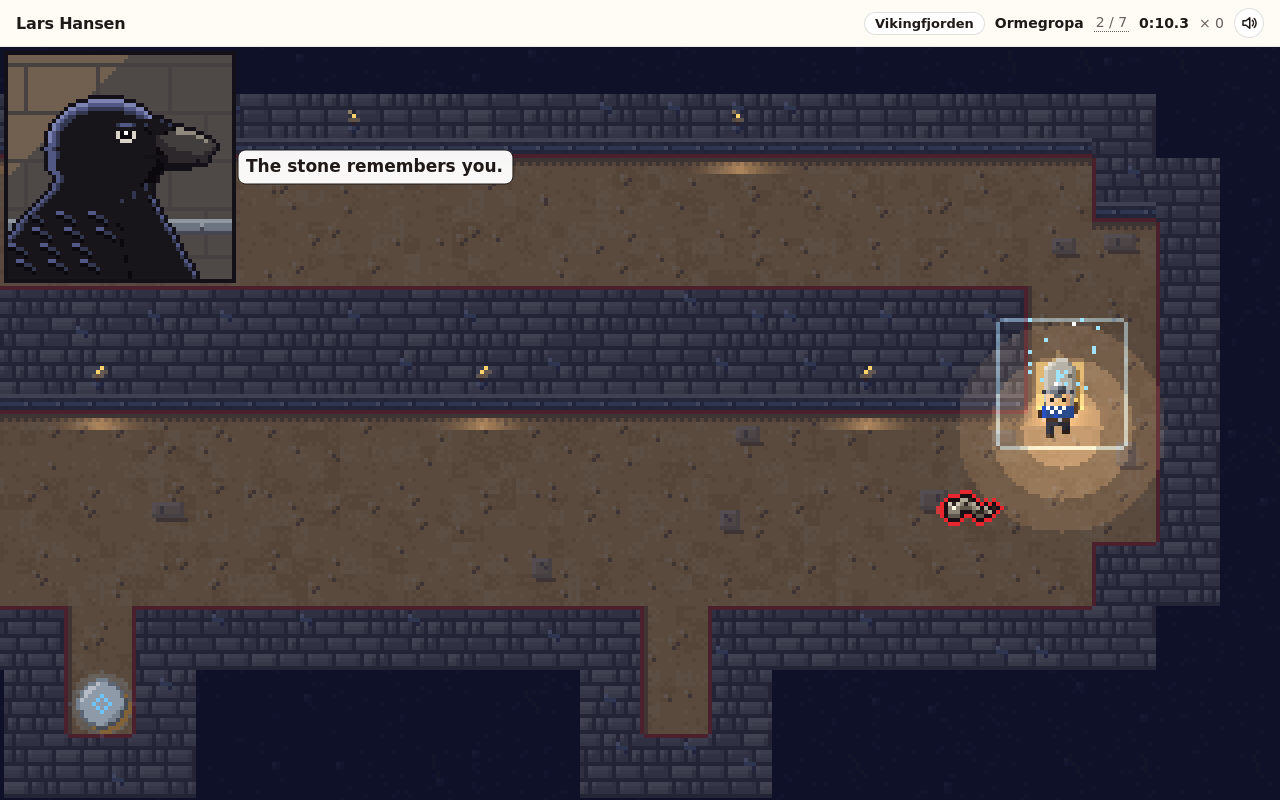 Lars Hansen
Vikingfjorden Ormegropa 2 / 7 0:10.3 × 0
The stone remembers you.